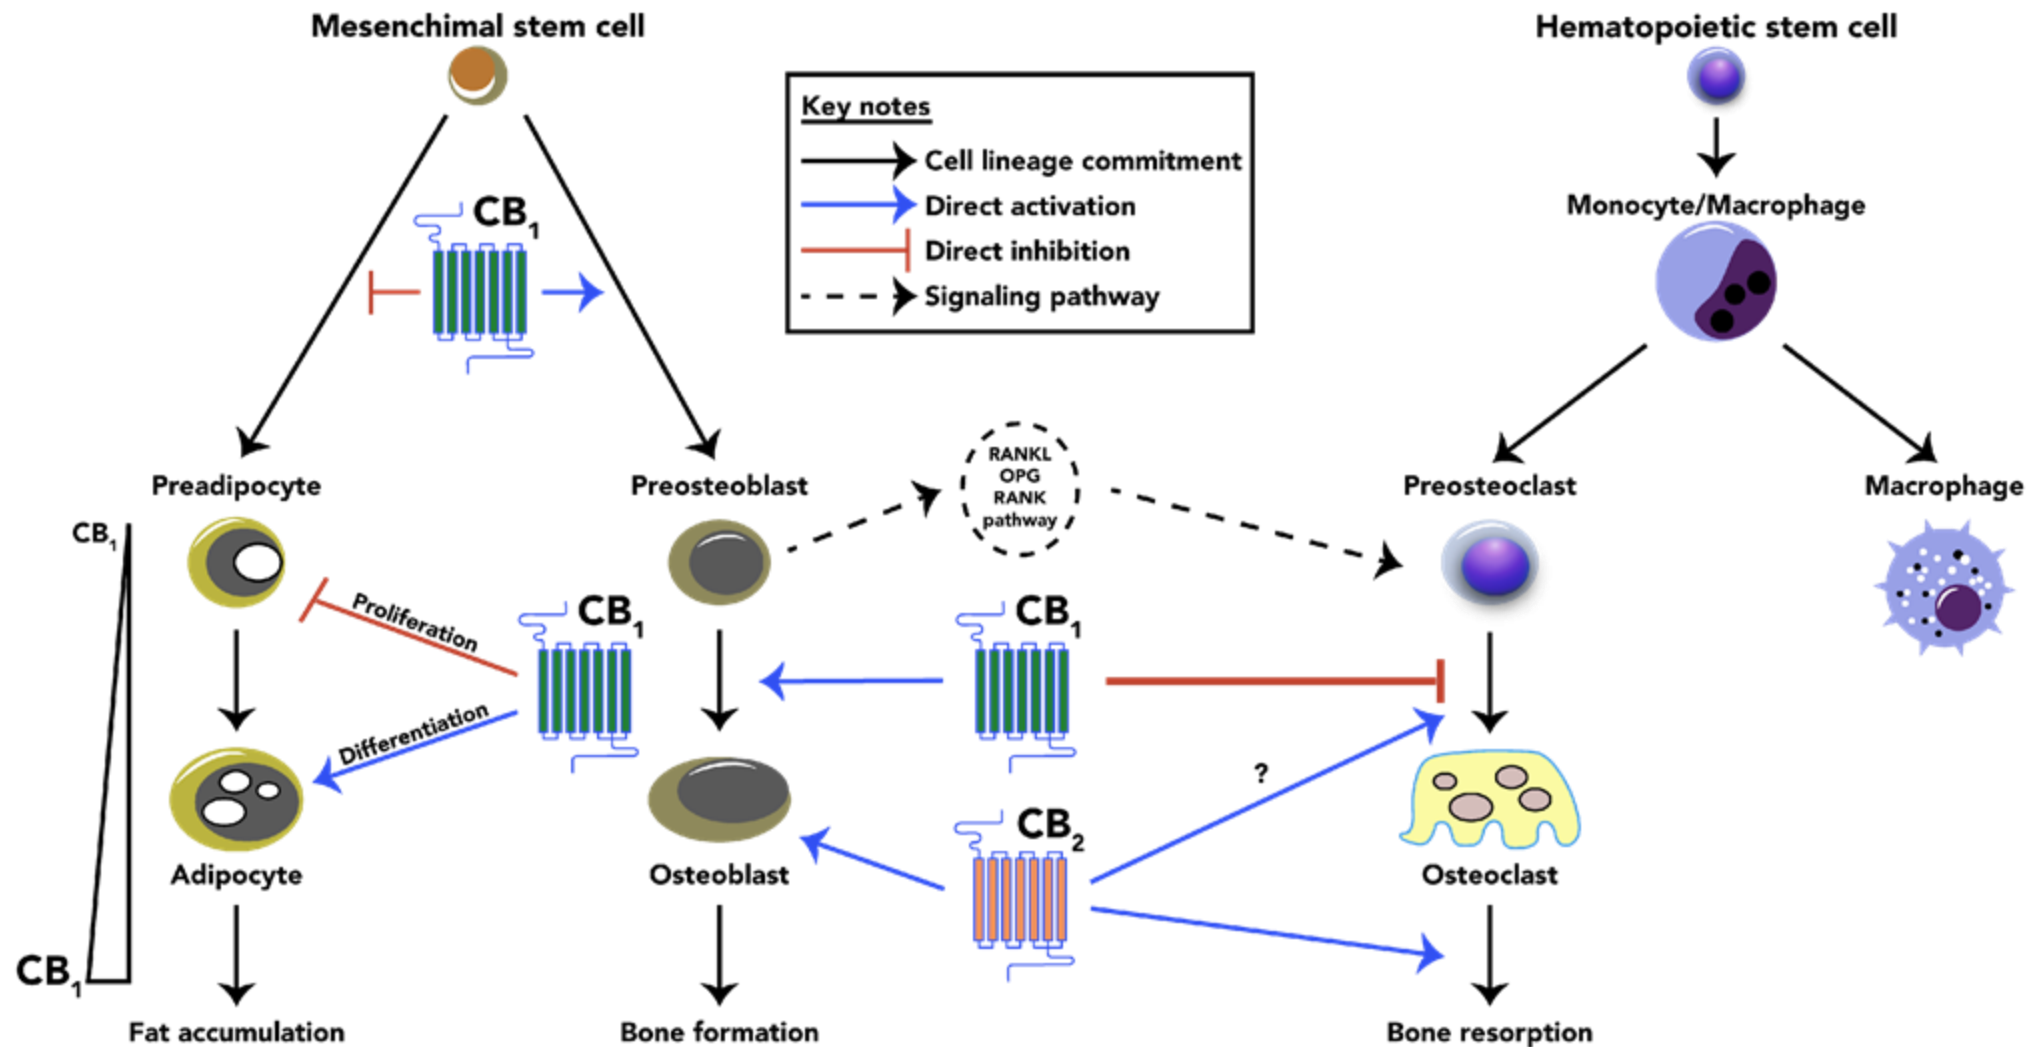 Mesenchimal stem cell
Hematopoietic stem cell
Key notes
Cell lineage commitment
Direct activation
Direct inhibition
Signaling pathway
CB1
Monocyte/Macrophage
Preadipocyte
Preosteoblast
RANKL
OPG
RANK
pathway
Preosteoclast
Macrophage
CB1
Proliferation
CB1
CB1
Differentiation
?
CB2
Adipocyte
Osteoblast
Osteoclast
CB1
Fat accumulation
Bone formation
Bone resorption